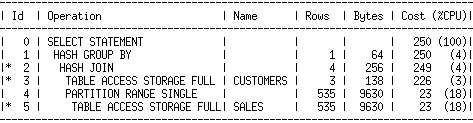 | Id | Operation | Name | Rows | Bytes | Cost (%CPU)|
| 0 | SELECT STATEMENT | | | | 250 (100)|
| 1 | HASH GROUP BY | | 1 | 64 | 250 (4)|
|* 2 | HASH JOIN | | 4 | 256 | 249 (4)|
|* 3 | TABLE ACCESS STORAGE FULL | CUSTOMERS | 3 | 138 | 226 (3)|
| 4 | PARTITION RANGE SINGLE | | 535 | 9630 | 23 (18)|
|* 5 | TABLE ACCESS STORAGE FULL| SALES | 535 | 9630 | 23 (18)|